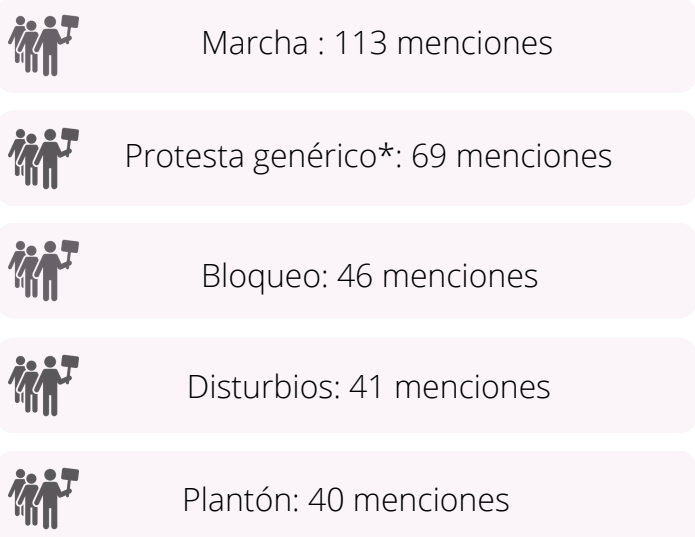 Marcha : 113 menciones
Protesta genérico*: 69 menciones
Bloqueo: 46 menciones
Disturbios: 41 menciones
Plantón: 40 menciones